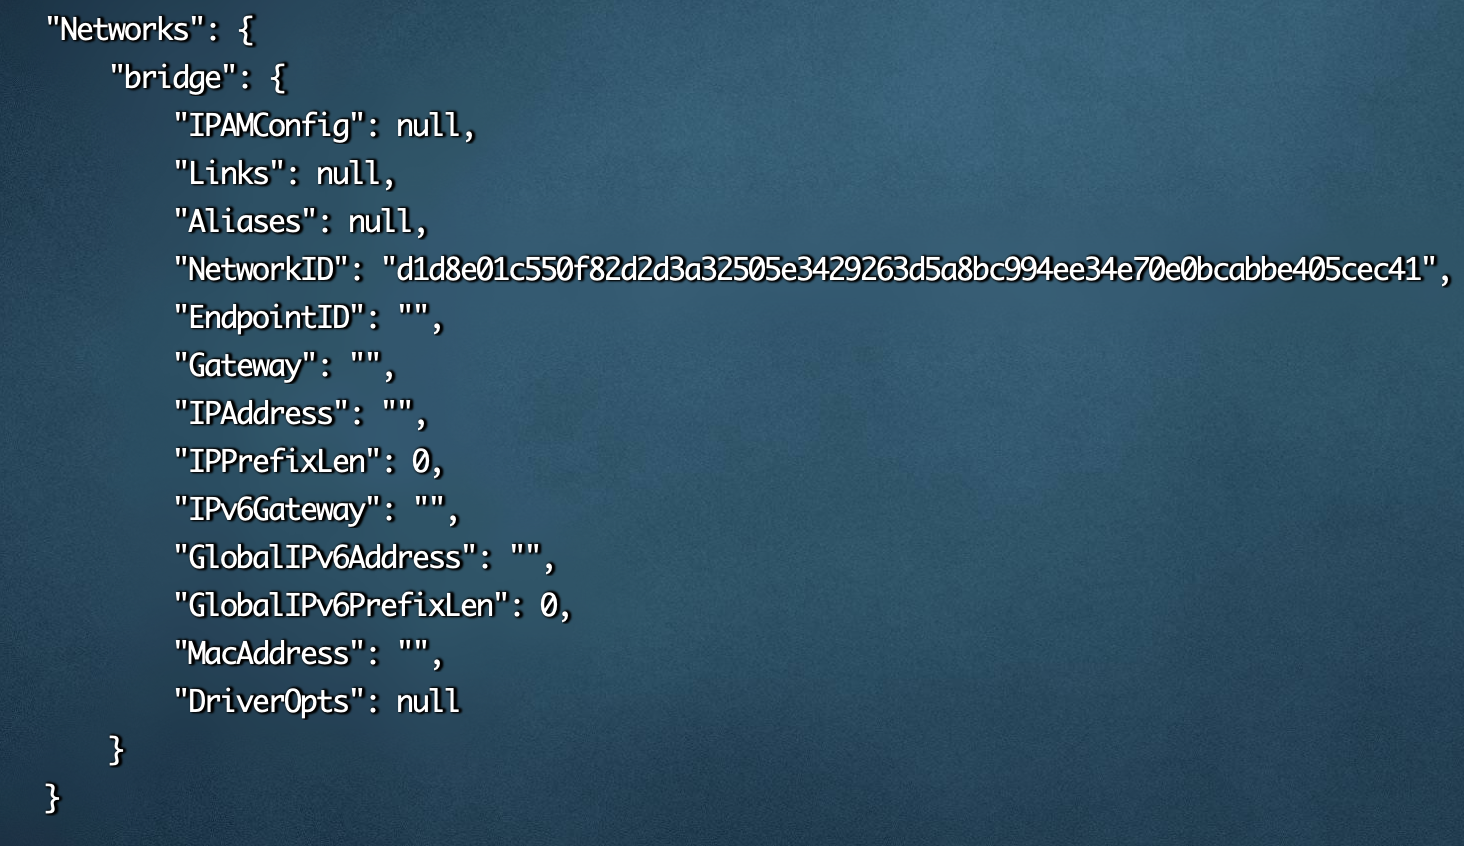 "Networks": {
    "bridge": {
        "IPAMConfig": null,
        "Links": null,
        "Aliases": null,
        "NetworkID": "d1d8e01c550f82d2d3a32505e3429263d5a8bc994ee34e70e0bcabbe405cec41",
        "EndpointID": "",
        "Gateway": "",
        "IPAddress": "",
        "IPPrefixLen": 0,
        "IPv6Gateway": "",
        "GlobalIPv6Address": "",
        "GlobalIPv6PrefixLen": 0,
        "MacAddress": "",
        "DriverOpts": null
    }
}